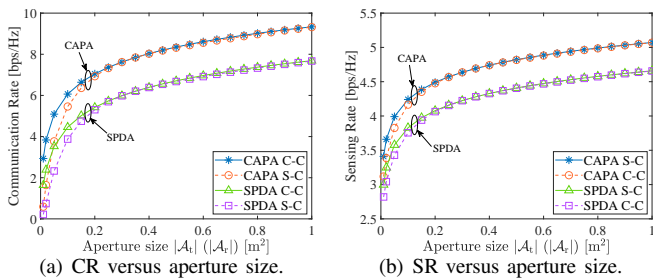 10
8
6
4
2
0
Communication Rate [bps/Hz]
CAPA
SPDA
CAPA C-C
CAPA S-C
SPDA C-C
SPDA S-C
0 0.2 0.4 0.6 0.8 1
Aperture size |𝒜ₜ| (|𝒜ᵣ|) [m²]
(a) CR versus aperture size.
5.5
5
4.5
4
3.5
3
2.5
Sensing Rate [bps/Hz]
CAPA
SPDA
CAPA S-C
CAPA C-C
SPDA S-C
SPDA C-C
0 0.2 0.4 0.6 0.8 1
Aperture size |𝒜ₜ| (|𝒜ᵣ|) [m²]
(b) SR versus aperture size.